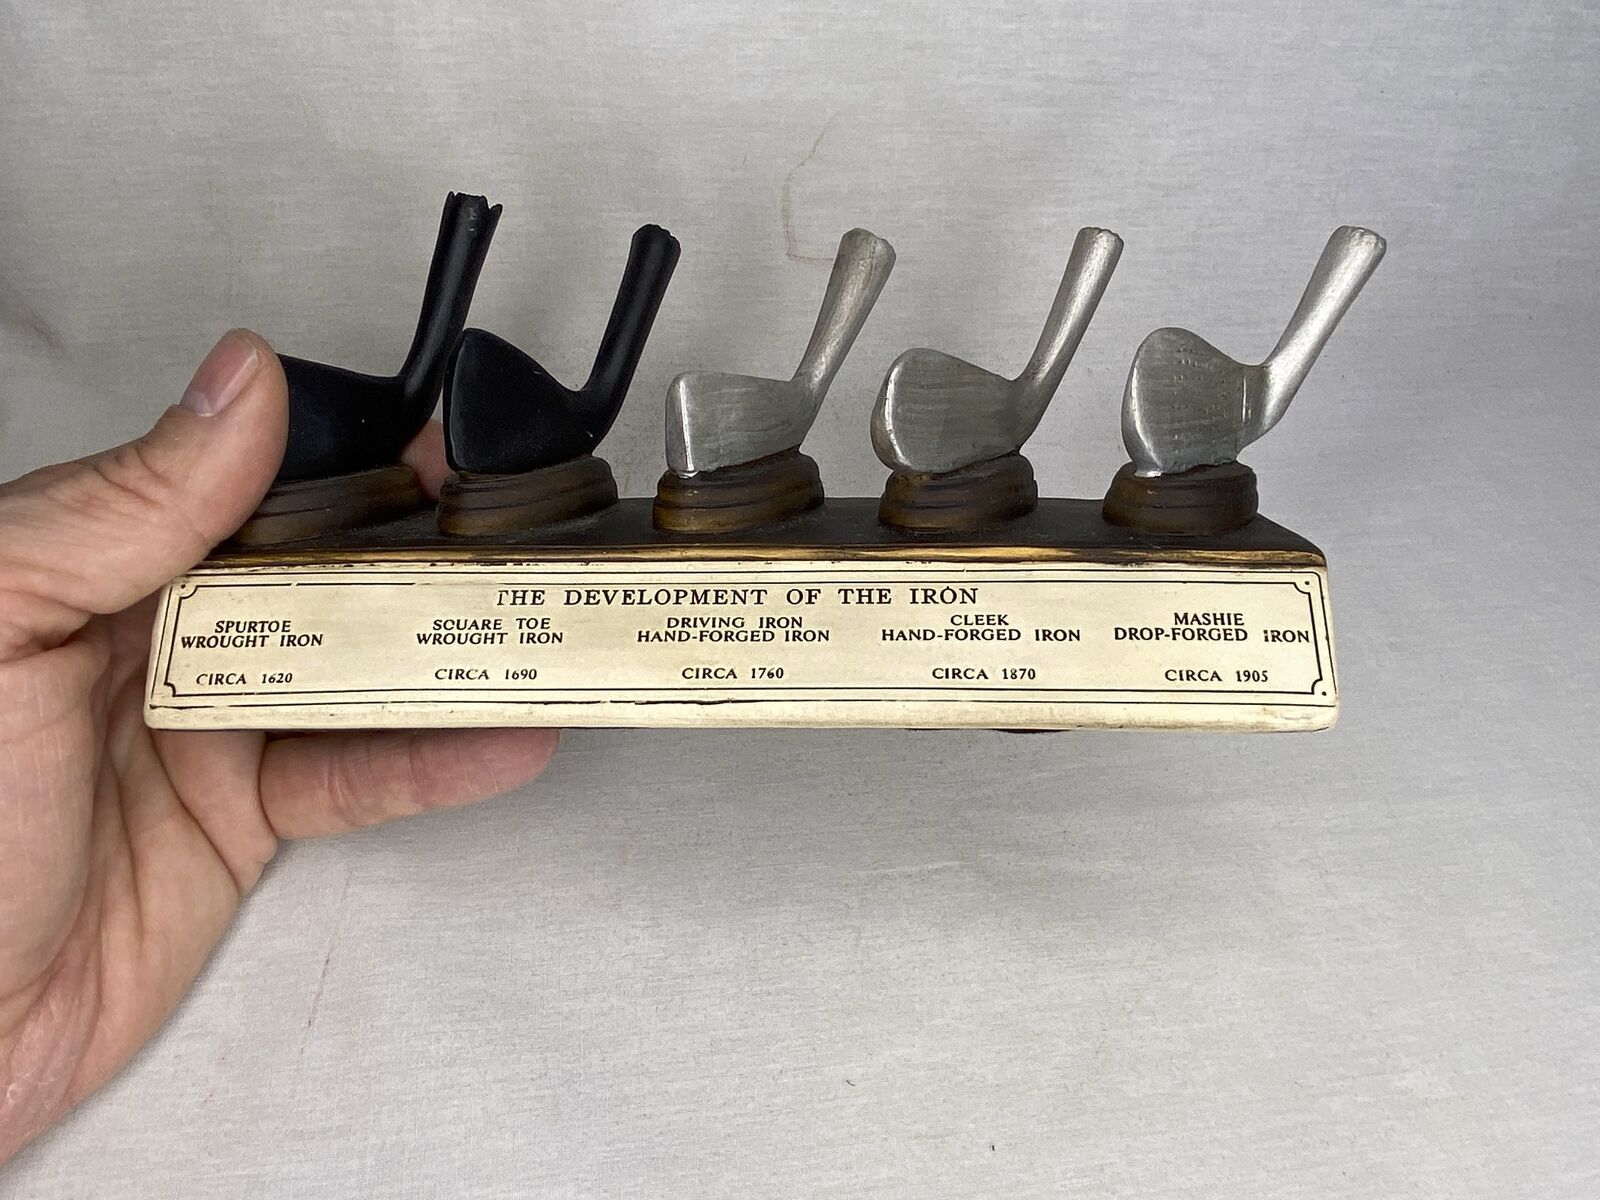 THE DEVELOPMENT OF THE IRON
SPURTOE
WROUGHT IRON
CIRCA 1620
SCUARE TOE
WROUGHT IRON
CIRCA 1690
DRIVING IRON
HAND-FORGED IRON
CIRCA 1760
CLEEK
HAND-FORGED IRON
CIRCA 1870
MASHIE
DROP-FORGED IRON
CIRCA 1905